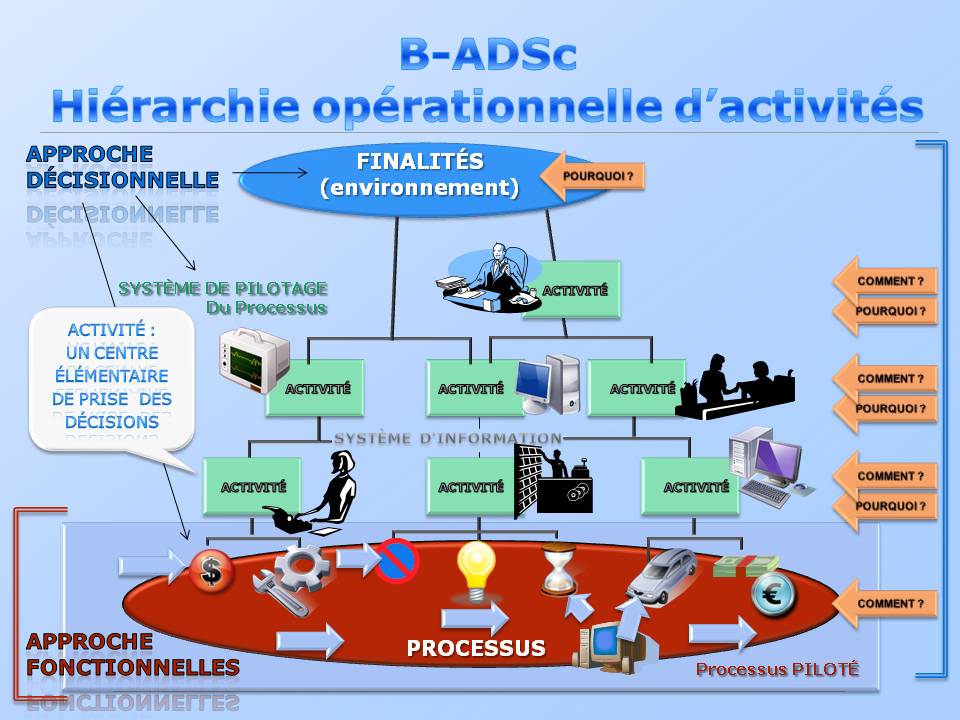 B-ADSc
Hiérarchie opérationnelle d’activités
APPROCHE
DÉCISIONNELLE
FINALITÉS
(environnement)
POURQUOI ?
SYSTÈME DE PILOTAGE
Du Processus
ACTIVITÉ
COMMENT ?
POURQUOI ?
ACTIVITÉ :
UN CENTRE
ÉLÉMENTAIRE
DE PRISE DES
DÉCISIONS
ACTIVITÉ
ACTIVITÉ
ACTIVITÉ
COMMENT ?
POURQUOI ?
SYSTÈME D'INFORMATION
ACTIVITÉ
ACTIVITÉ
ACTIVITÉ
COMMENT ?
POURQUOI ?
$
€
COMMENT ?
APPROCHE
FONCTIONNELLES
PROCESSUS
Processus PILOTÉ